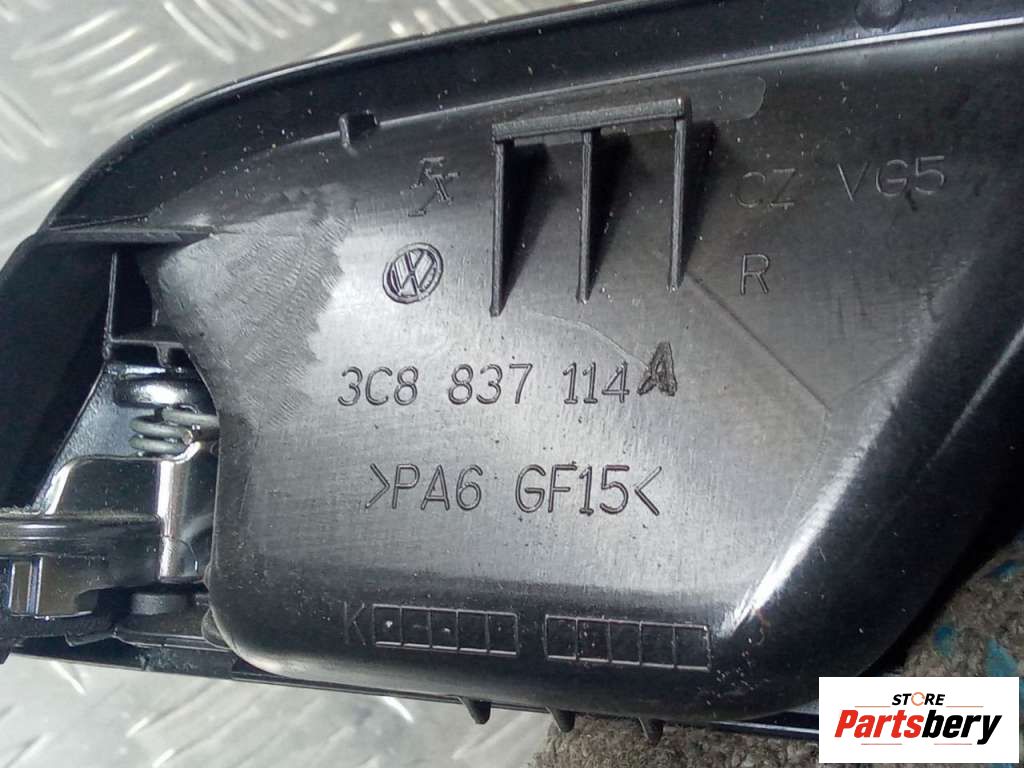 CZ VG5
R
3C8 837 114 A
>PA6 GF15<
K
STORE
Partsbery